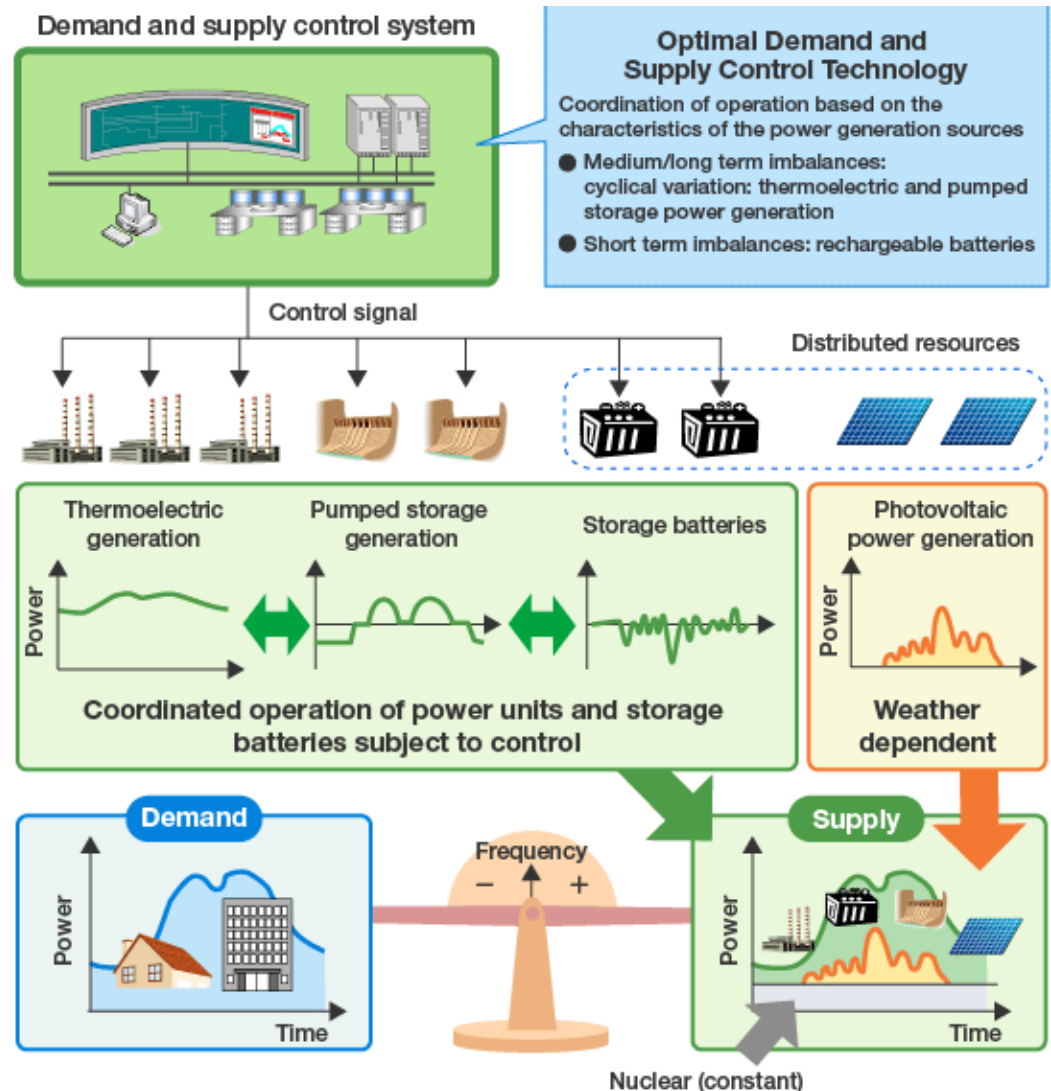 Demand and supply control system
Optimal Demand and
Supply Control Technology
Coordination of operation based on the
characteristics of the power generation sources
● Medium/long term imbalances:
cyclical variation: thermoelectric and pumped
storage power generation
● Short term imbalances: rechargeable batteries
Control signal
Distributed resources
Thermoelectric
generation
Power
Pumped storage
generation
Storage batteries
Coordinated operation of power units and storage
batteries subject to control
Photovoltaic
power generation
Power
Weather
dependent
Demand
Power
Time
Frequency
− +
Supply
Power
Time
Nuclear (constant)